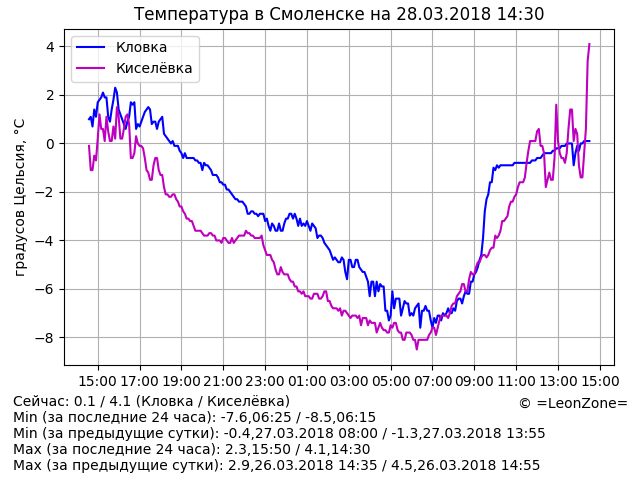 Температура в Смоленске на 28.03.2018 14:30
Кловка
Киселёвка
градусов Цельсия, °C
4
2
0
−2
−4
−6
−8
15:00 17:00 19:00 21:00 23:00 01:00 03:00 05:00 07:00 09:00 11:00 13:00 15:00
Сейчас: 0.1 / 4.1 (Кловка / Киселёвка)
© =LeonZone=
Min (за последние 24 часа): -7.6,06:25 / -8.5,06:15
Min (за предыдущие сутки): -0.4,27.03.2018 08:00 / -1.3,27.03.2018 13:55
Max (за последние 24 часа): 2.3,15:50 / 4.1,14:30
Max (за предыдущие сутки): 2.9,26.03.2018 14:35 / 4.5,26.03.2018 14:55